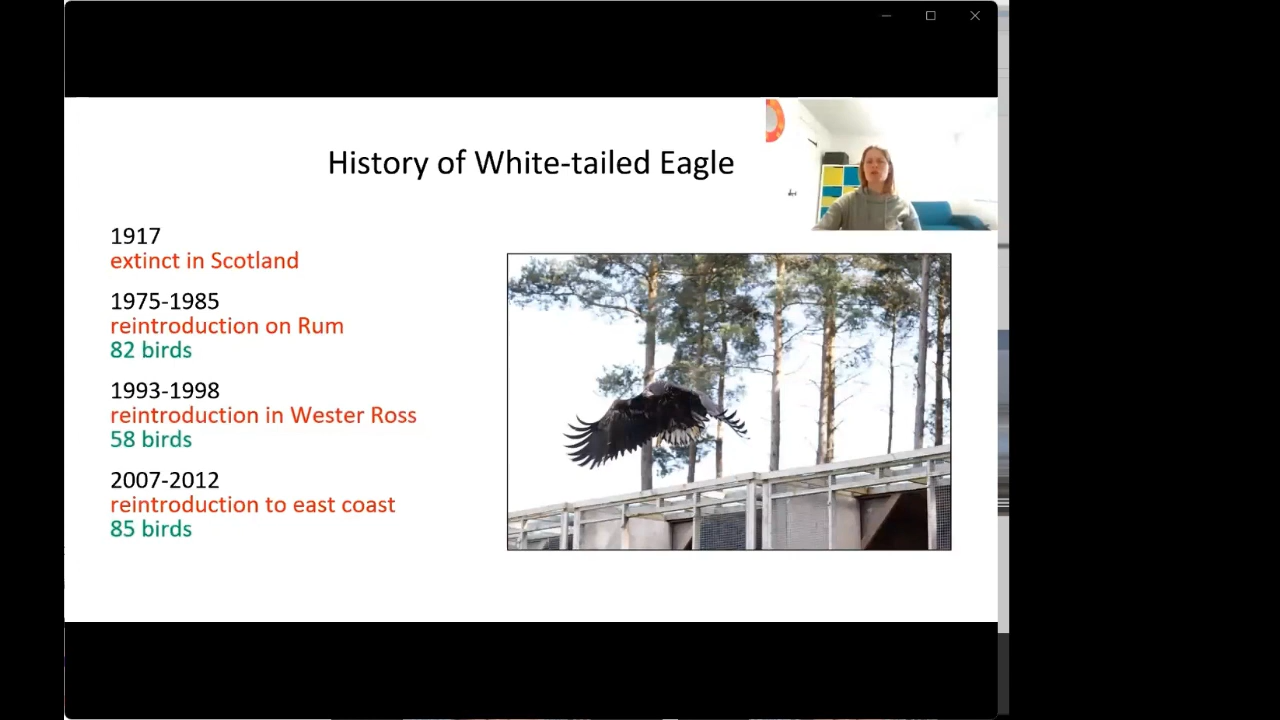 History of White-tailed Eagle
1917
extinct in Scotland
1975-1985
reintroduction on Rum
82 birds
1993-1998
reintroduction in Wester Ross
58 birds
2007-2012
reintroduction to east coast
85 birds